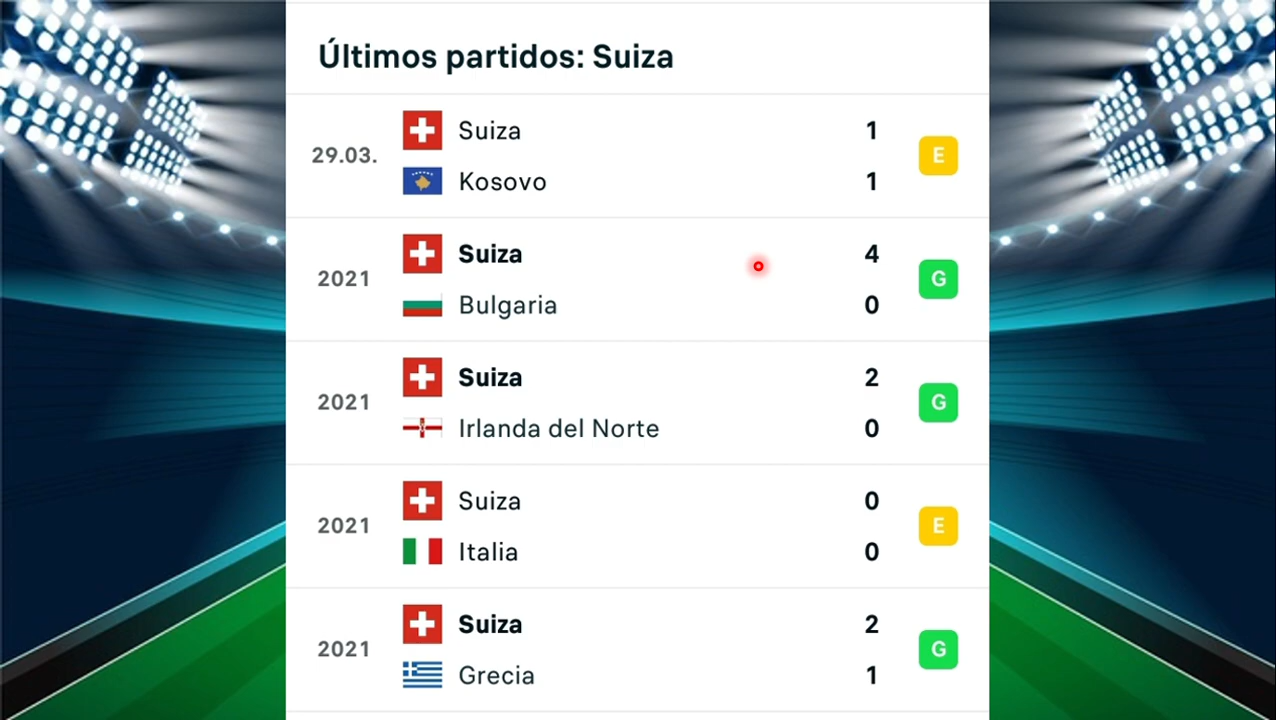 Últimos partidos: Suiza
29.03.
Suiza 1
Kosovo 1
E
2021
Suiza 4
Bulgaria 0
G
2021
Suiza 2
Irlanda del Norte 0
G
2021
Suiza 0
Italia 0
E
2021
Suiza 2
Grecia 1
G